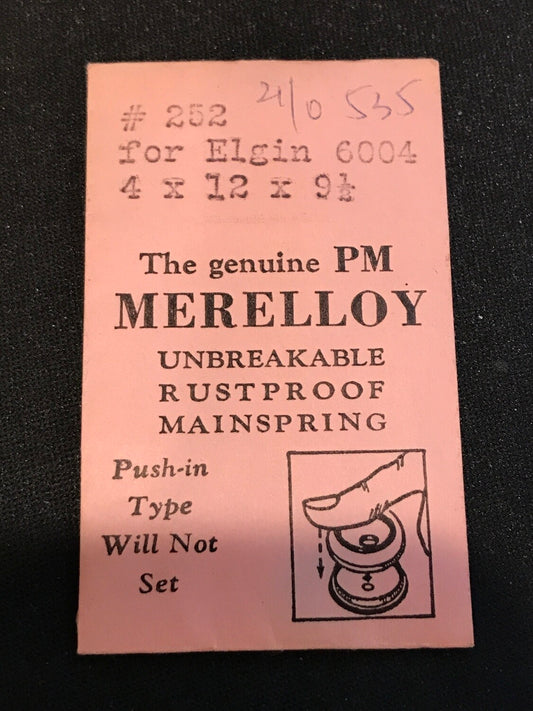 21/0 535
# 252
for Elgin 6004
4 x 12 x 9½
The genuine PM
MERELLOY
UNBREAKABLE
RUSTPROOF
MAINSPRING
Push-in
Type
Will Not
Set